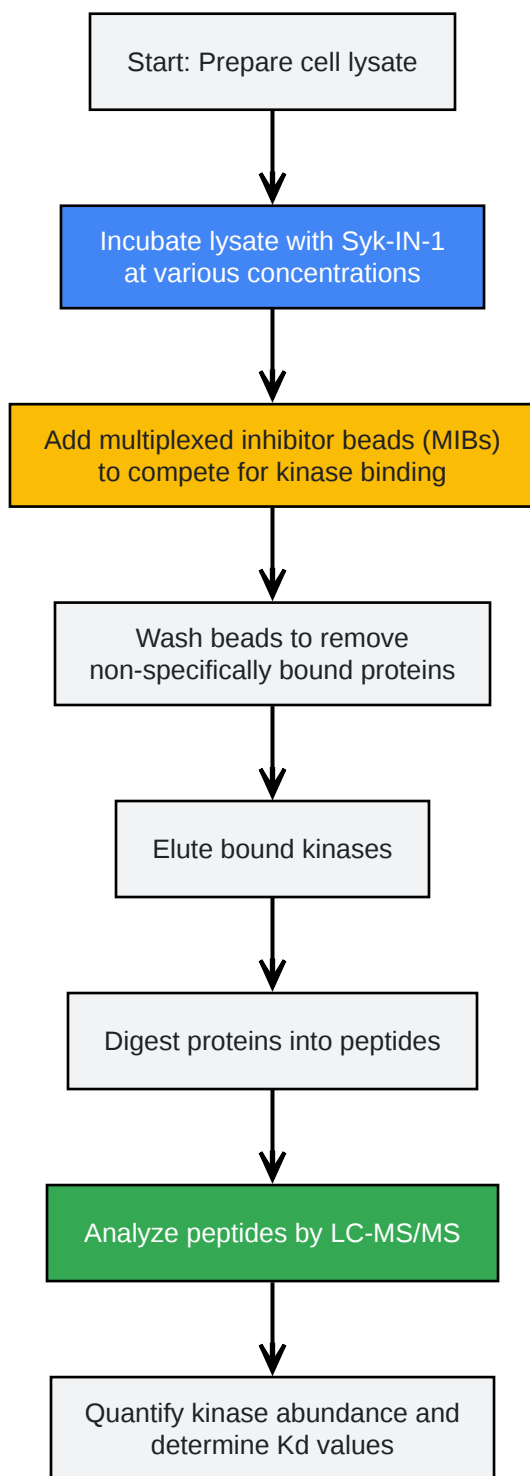 Start: Prepare cell lysate
Incubate lysate with Syk-IN-1
at various concentrations
Add multiplexed inhibitor beads (MIBs)
to compete for kinase binding
Wash beads to remove
non-specifically bound proteins
Elute bound kinases
Digest proteins into peptides
Analyze peptides by LC-MS/MS
Quantify kinase abundance and
determine Kd values